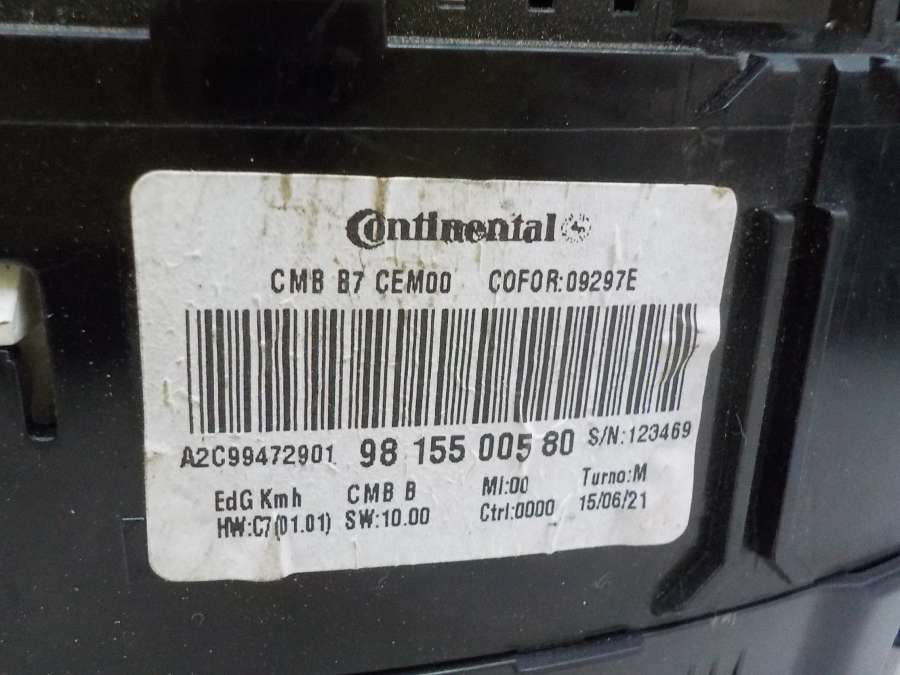 Continental
CMB B7 CEM00 COFOR:09297E
A2C99472901 98 155 005 80 S/N:123469
EdG Kmh CMB B MI:00 Turno:M
HW:C7(01.01) SW:10.00 Ctrl:0000 15/06/21